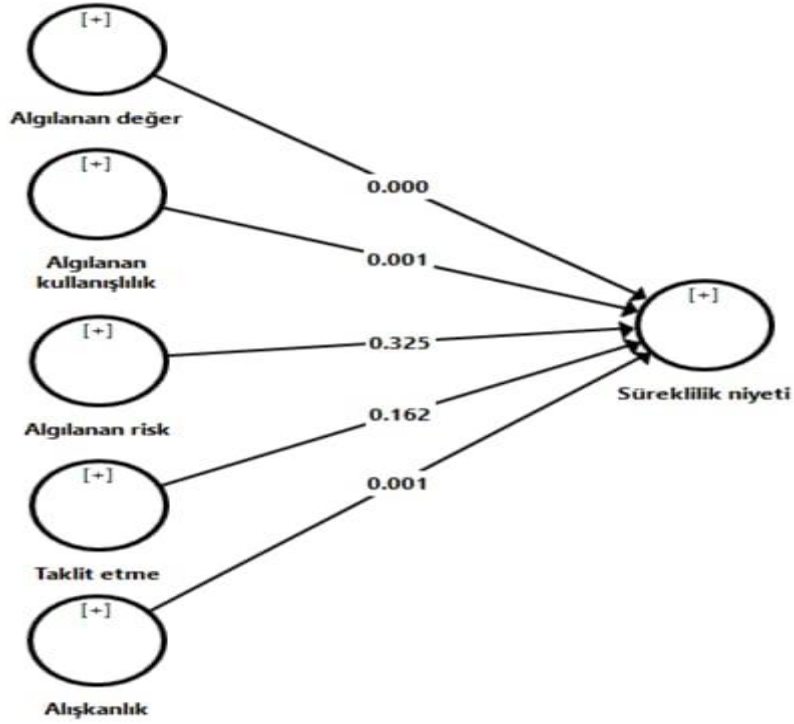 [+]
Algılanan değer
0.000
[+]
Algılanan
kullanışlılık
0.001
[+]
Algılanan risk
0.325
[+]
Taklit etme
0.162
[+]
Alışkanlık
0.001
[+]
Süreklilik niyeti